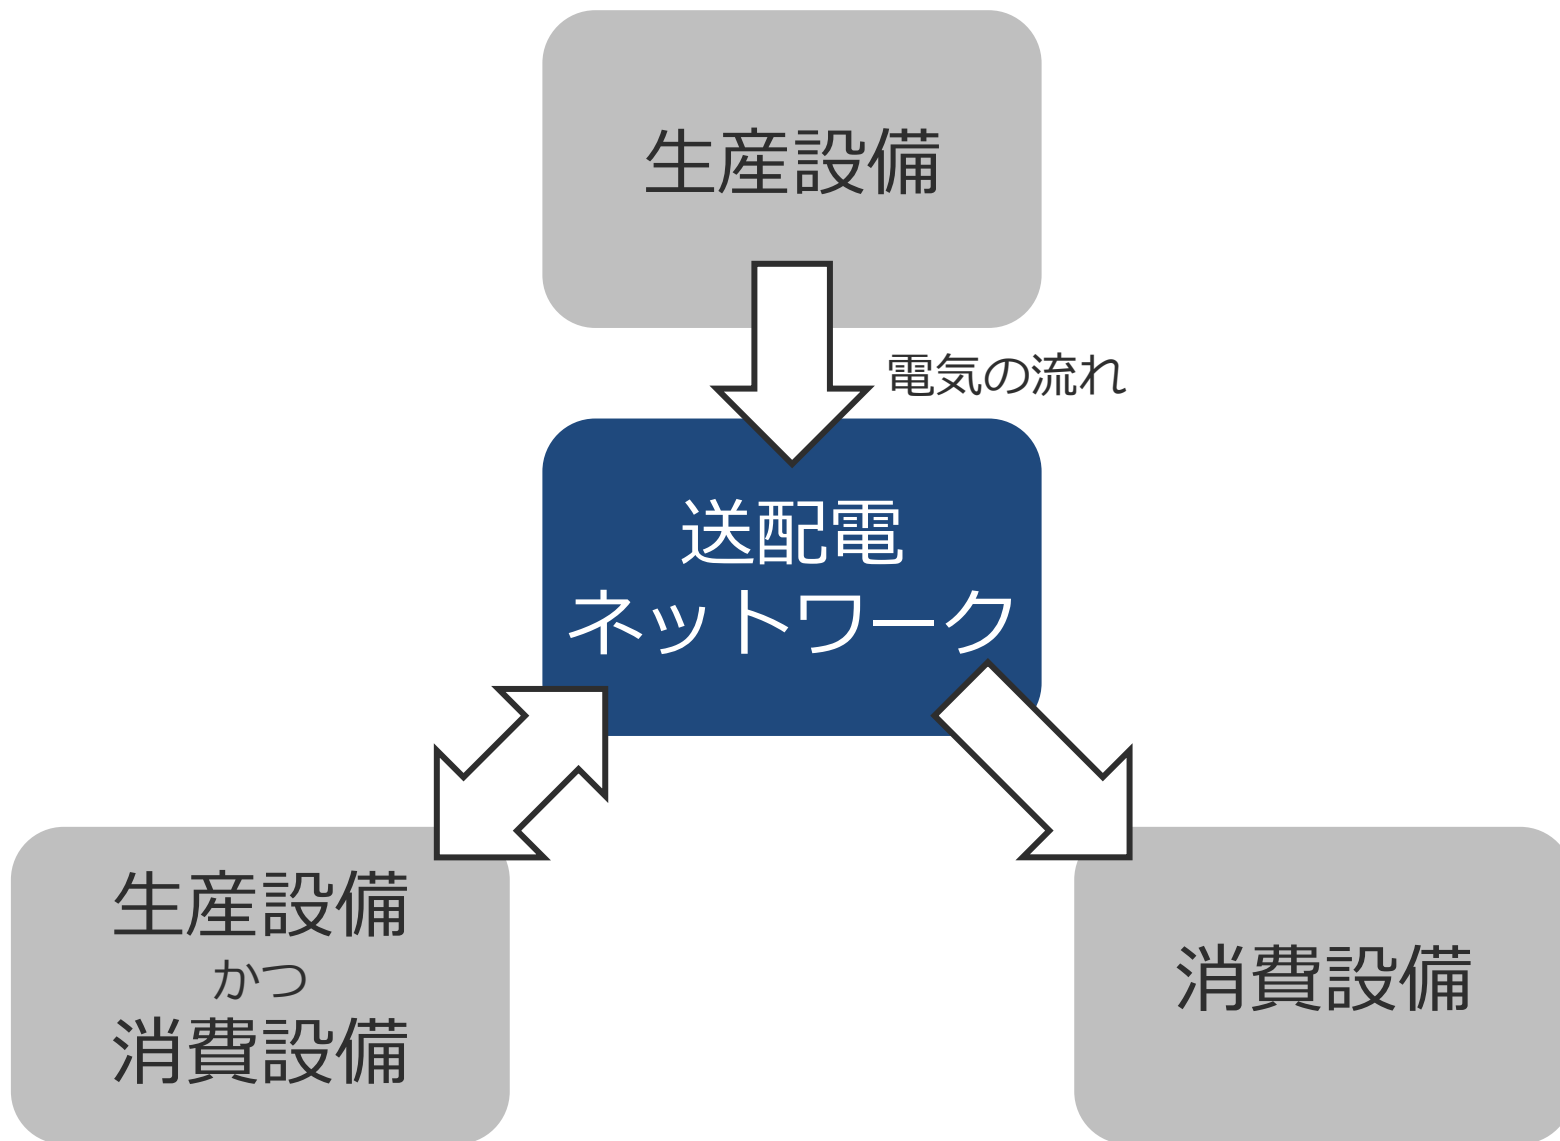 生産設備
電気の流れ
送配電
ネットワーク
生産設備
かつ
消費設備
消費設備